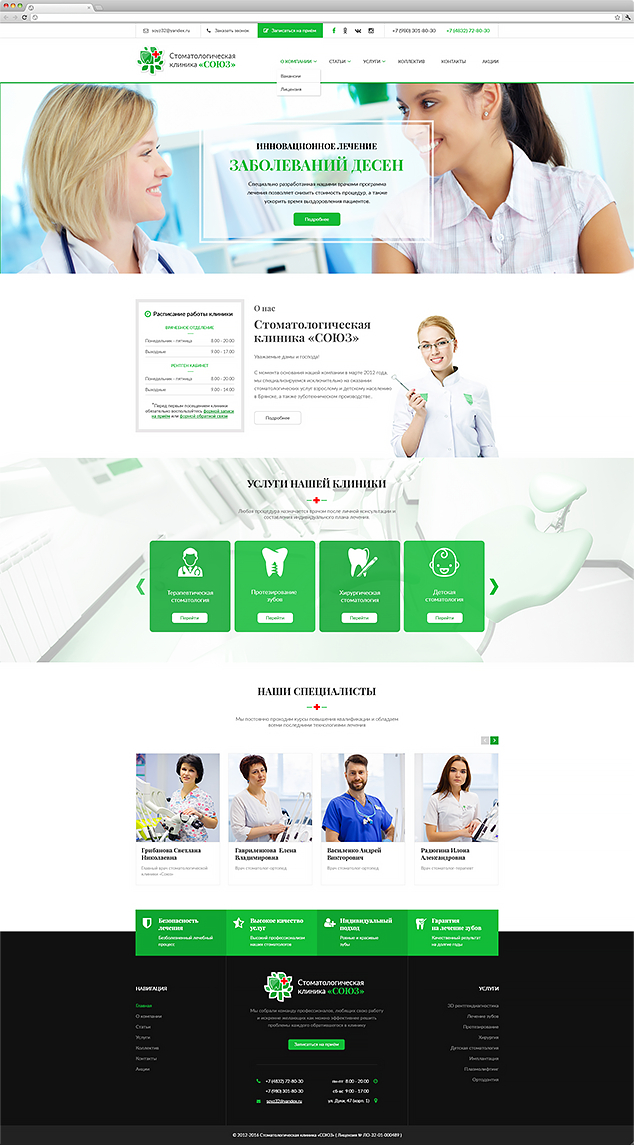 soyz32@yandex.ru
Заказать звонок
Записаться на приём
+7 (980) 301-80-30
+7 (4832) 72-80-30
Стоматологическая
клиника «СОЮЗ»
О КОМПАНИИ
СТАТЬИ
УСЛУГИ
КОЛЛЕКТИВ
КОНТАКТЫ
АКЦИИ
Вакансии
Лицензия
ИННОВАЦИОННОЕ ЛЕЧЕНИЕ
ЗАБОЛЕВАНИЙ ДЕСЕН
Специально разработанная нашими врачами программа
лечения позволяет снизить стоимость процедур, а также
ускорить время выздоровления пациентов.
Подробнее
Расписание работы клиники
ВРАЧЕБНОЕ ОТДЕЛЕНИЕ
Понедельник - пятница 8:00 - 20:00
Выходные 9:00 - 17:00
РЕНТГЕН КАБИНЕТ
Понедельник - пятница 8:00 - 20:00
Выходные 9:00 - 14:00
*Перед первым посещением клиники
обязательно воспользуйтесь формой записи
на приём или формой обратной связи
О нас
Стоматологическая
клиника «СОЮЗ»
Уважаемые дамы и господа!
С момента основания нашей компании в марте 2012 года,
мы специализируемся исключительно на оказании
стоматологических услуг взрослому и детскому населению
в Брянске, а также зуботехническом производстве.
Подробнее
УСЛУГИ НАШЕЙ КЛИНИКИ
Любая процедура назначается врачом после личной консультации и
составления индивидуального плана лечения.
Терапевтическая
стоматология
Перейти
Протезирование
зубов
Перейти
Хирургическая
стоматология
Перейти
Детская
стоматология
Перейти
НАШИ СПЕЦИАЛИСТЫ
Мы постоянно проходим курсы повышения квалификации и обладаем
всеми последними технологиями лечения
Грибанова Светлана
Николаевна
Главный врач стоматологической
клиники «Союз»
Гавриленкова Елена
Владимировна
Врач стоматолог-ортопед
Василенко Андрей
Викторович
Врач стоматолог-ортопед
Радюгина Илона
Александровна
Врач стоматолог-терапевт
Безопасность
лечения
Безболезненный лечебный
процесс
Высокое качество
услуг
Высокий профессионализм
наших стоматологов
Индивидуальный
подход
Ровные и красивые
зубы
Гарантия
на лечение зубов
Качественный результат
на долгие годы
НАВИГАЦИЯ
Главная
О компании
Статьи
Услуги
Коллектив
Контакты
Акции
Стоматологическая
клиника «СОЮЗ»
Мы собрали команду профессионалов, любящих свою работу
и искренне желающих как можно эффективнее решить
проблемы каждого обратившегося в клинику
Записаться на приём
+7 (4832) 72-80-30
+7 (980) 301-80-30
soyz32@yandex.ru
пн-пт 8:00 - 20:00
сб-вс 9:00 - 17:00
ул. Дуки, 47 (корп. 1)
УСЛУГИ
3D рентгендиагностика
Лечение зубов
Протезирование
Хирургия
Детская стоматология
Имплантация
Плазмолифтинг
Ортодонтия
© 2012-2016 Стоматологическая клиника «СОЮЗ» ( Лицензия № ЛО-32-01-000489 )